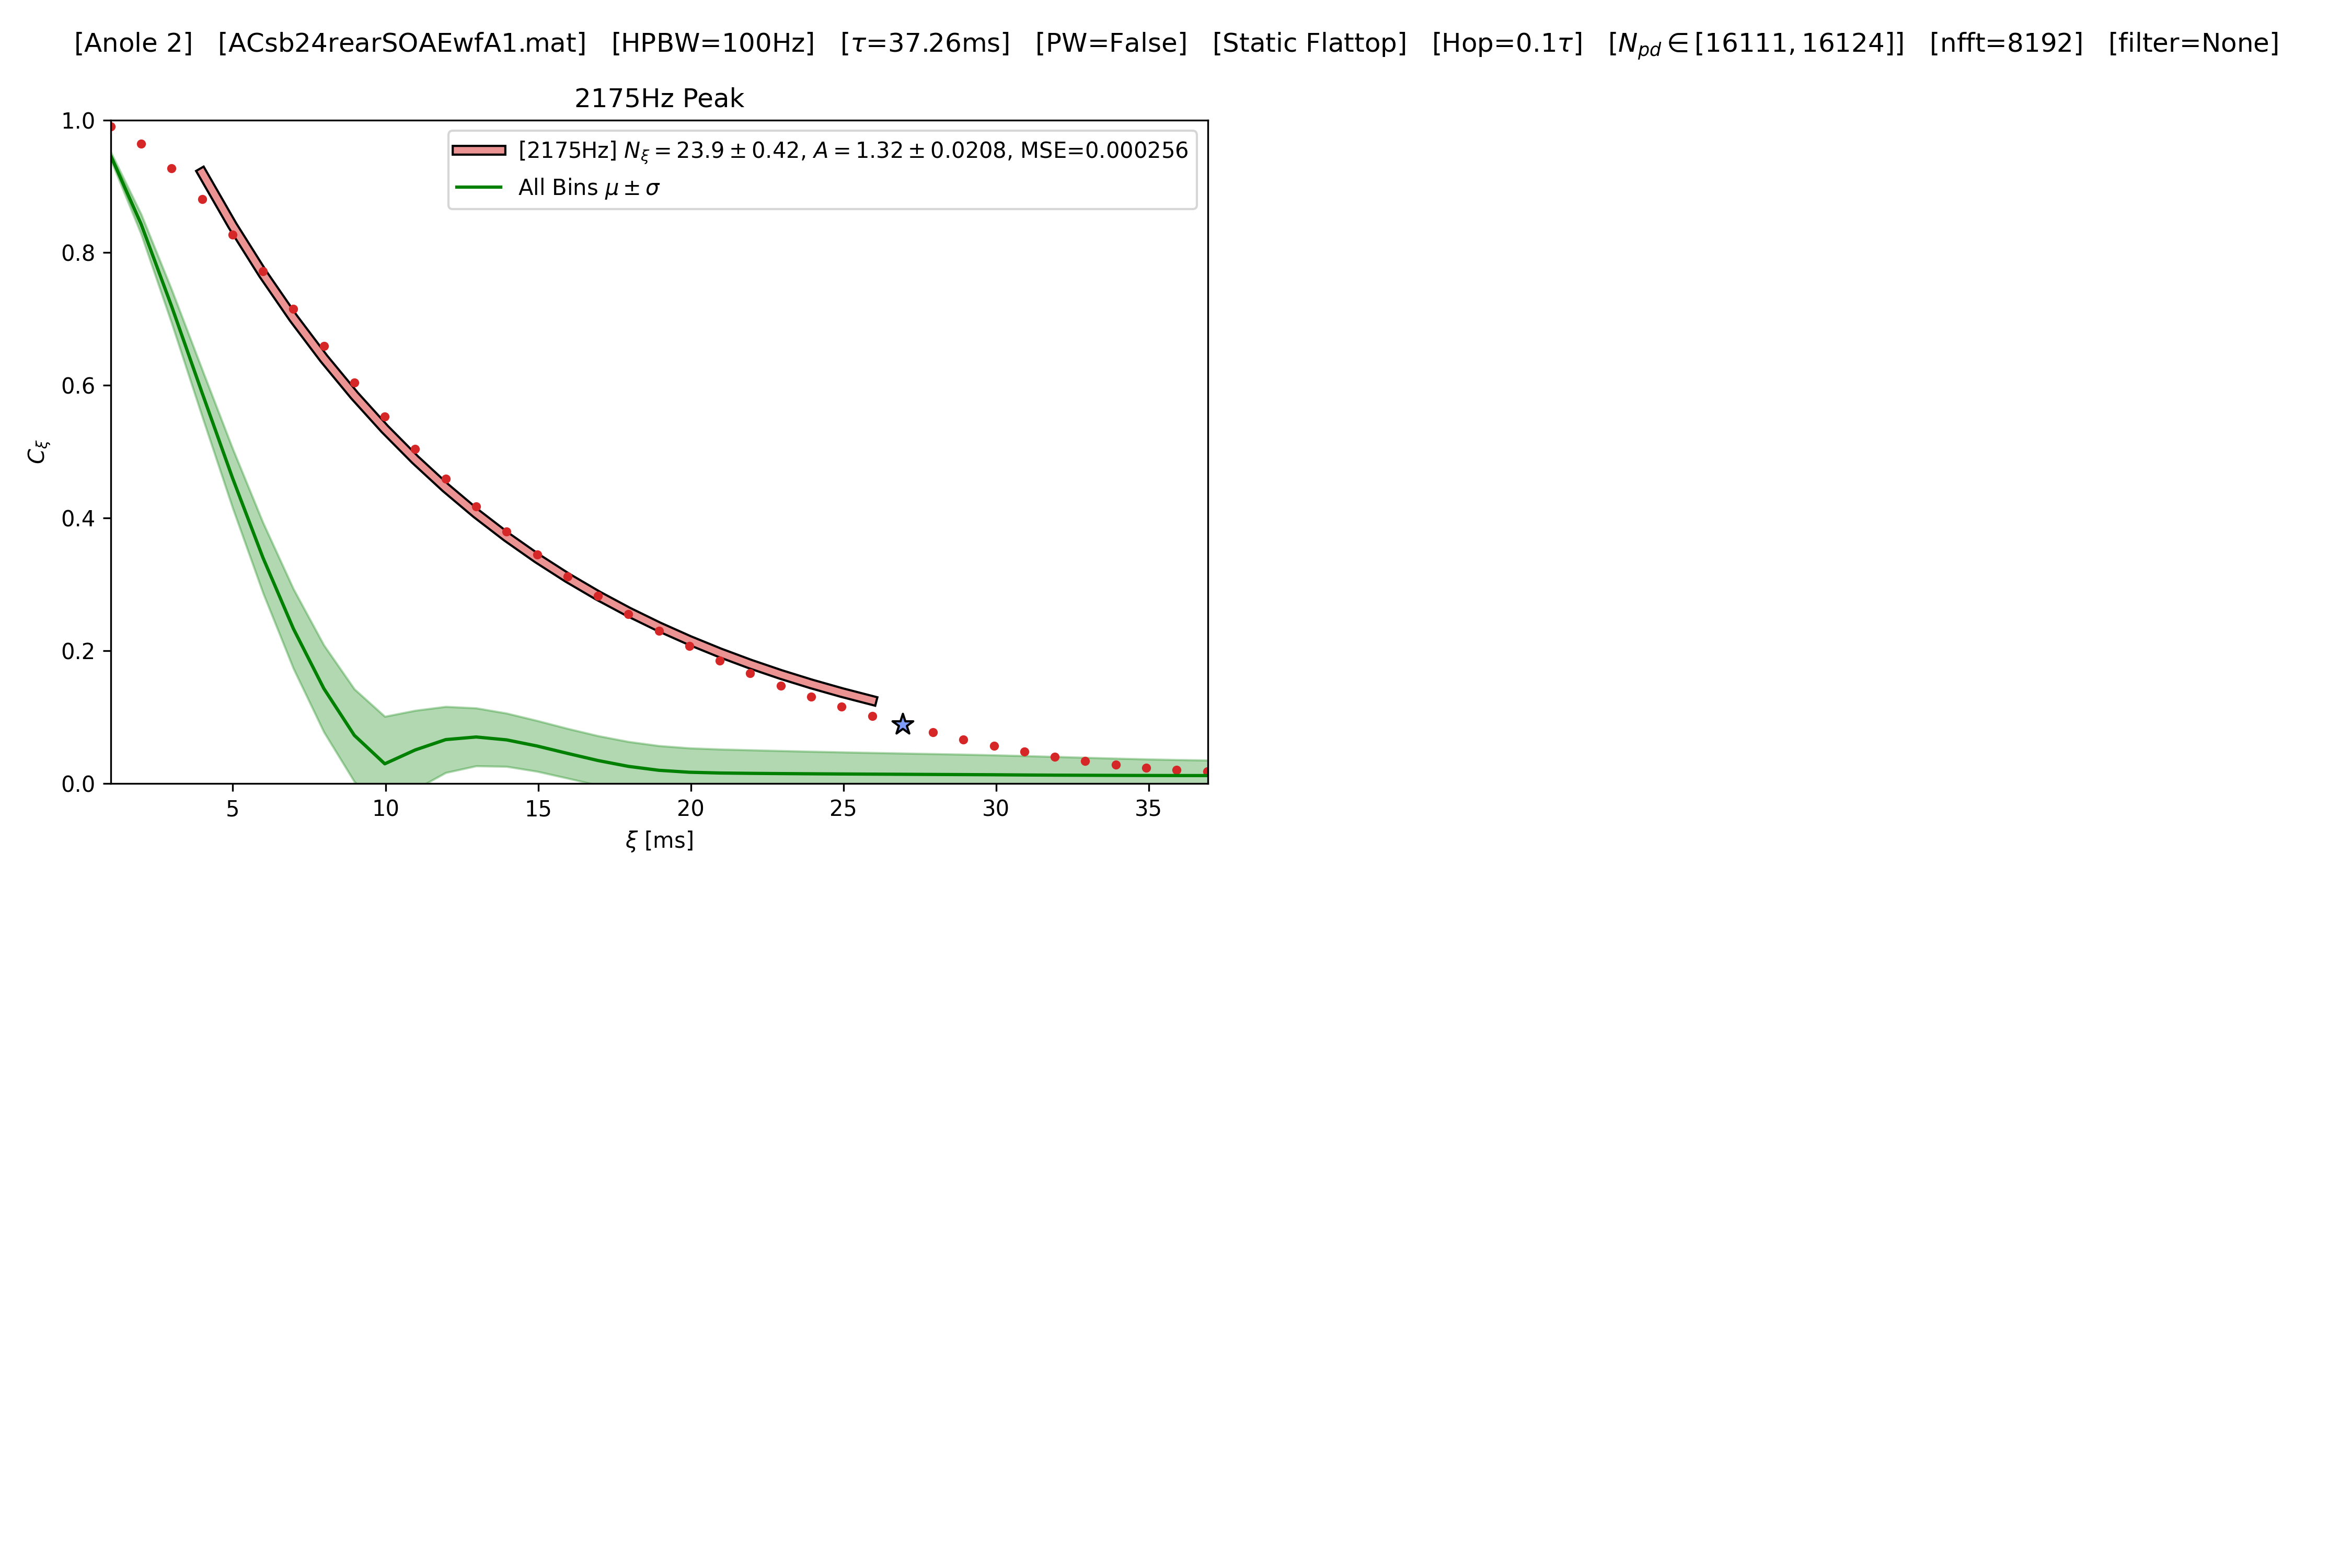 [Anole 2]   [ACsb24rearSOAEwfA1.mat]   [HPBW=100Hz]   [τ=37.26ms]   [PW=False]   [Static Flattop]   [Hop=0.1τ]   [N_pd ∈ [16111, 16124]]   [nfft=8192]   [filter=None]
2175Hz Peak
[2175Hz] N_ξ = 23.9 ± 0.42, A = 1.32 ± 0.0208, MSE=0.000256
All Bins μ ± σ
C_ξ
1.0
0.8
0.6
0.4
0.2
0.0
5 10 15 20 25 30 35
ξ [ms]